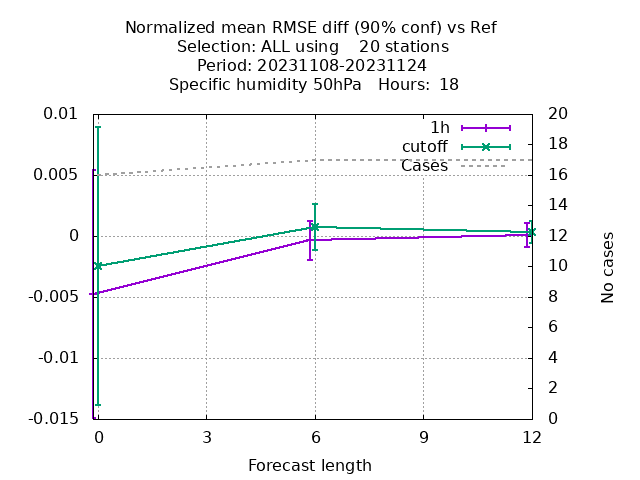 Normalized mean RMSE diff (90% conf) vs Ref
Selection: ALL using    20 stations
Period: 20231108-20231124
Specific humidity 50hPa   Hours:  18
0.01
0.005
0
-0.005
-0.01
-0.015
20
18
16
14
12
10
8
6
4
2
0
1h
cutoff
Cases
No cases
0
3
6
9
12
Forecast length